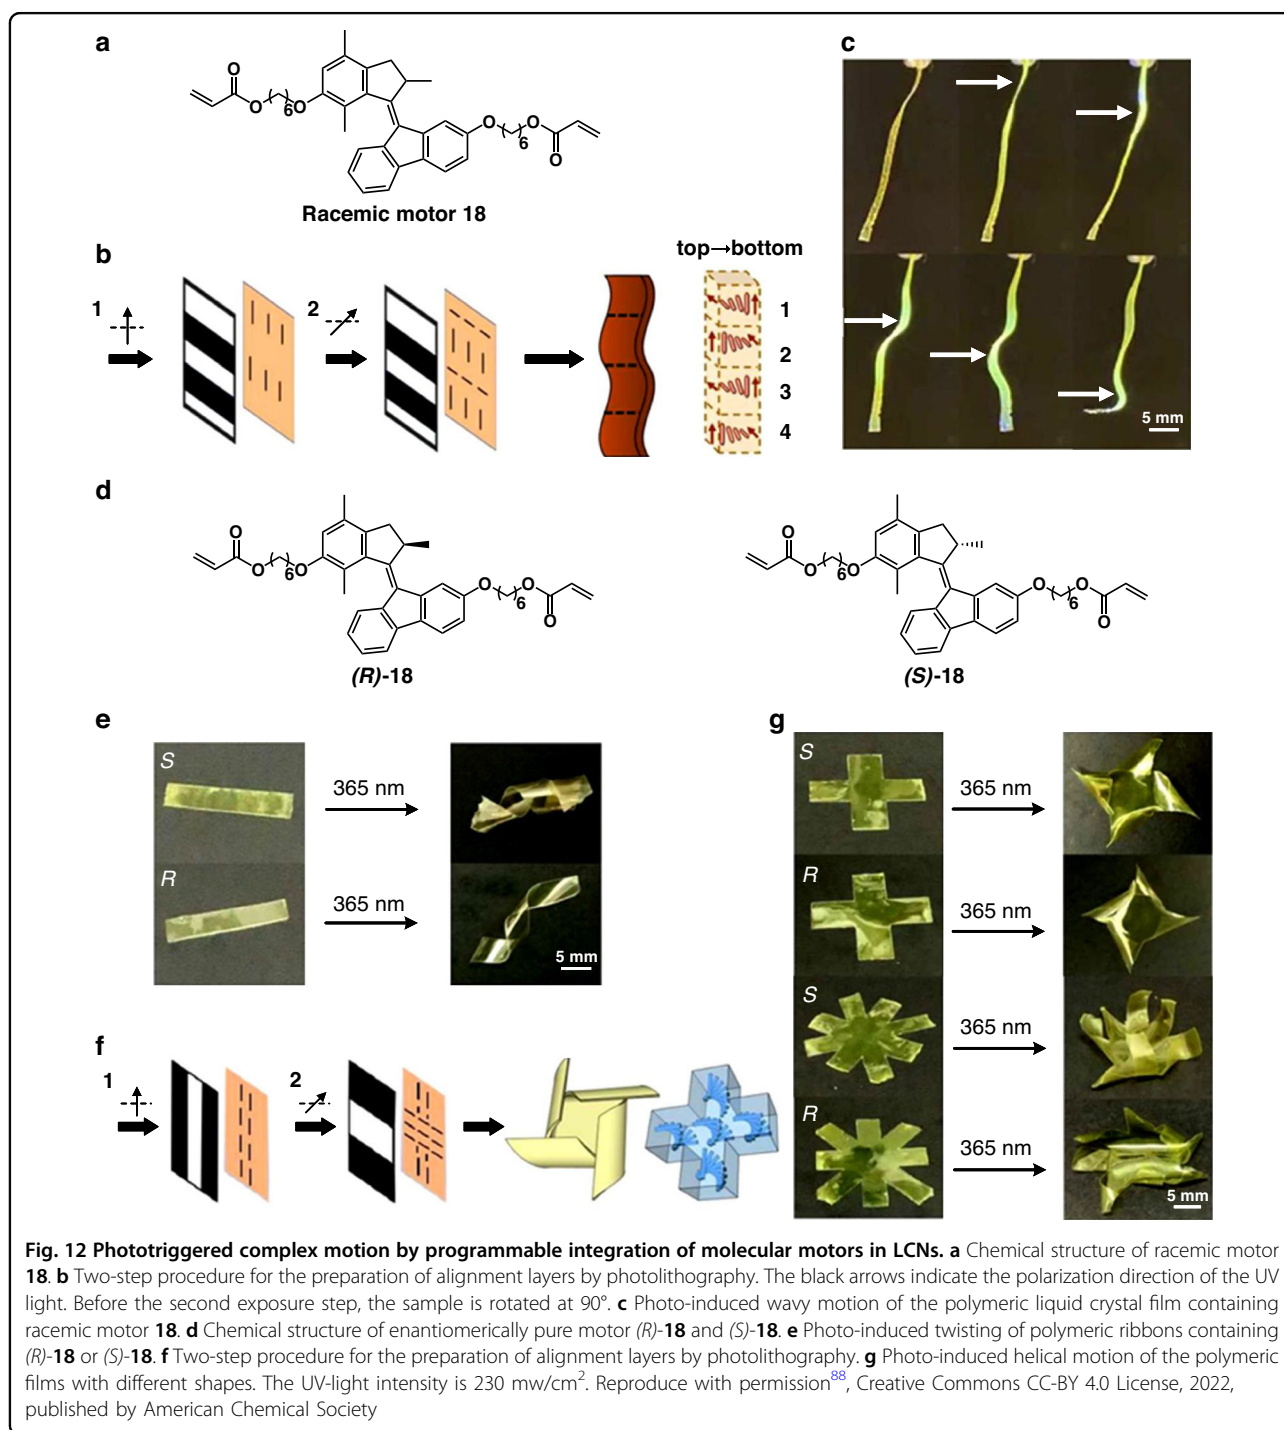 a
O
O
6
O
O
6
O
O
Racemic motor 18
b
1
2
top→bottom
1
2
3
4
c
5 mm
d
O
O
6
O
O
6
O
O
(R)-18
O
O
6
O
O
6
O
O
(S)-18
e
S
365 nm
R
365 nm
5 mm
f
1
2
g
S
365 nm
R
365 nm
S
365 nm
R
365 nm
5 mm
Fig. 12 Phototriggered complex motion by programmable integration of molecular motors in LCNs. a Chemical structure of racemic motor
18. b Two-step procedure for the preparation of alignment layers by photolithography. The black arrows indicate the polarization direction of the UV
light. Before the second exposure step, the sample is rotated at 90°. c Photo-induced wavy motion of the polymeric liquid crystal film containing
racemic motor 18. d Chemical structure of enantiomerically pure motor (R)-18 and (S)-18. e Photo-induced twisting of polymeric ribbons containing
(R)-18 or (S)-18. f Two-step procedure for the preparation of alignment layers by photolithography. g Photo-induced helical motion of the polymeric
films with different shapes. The UV-light intensity is 230 mw/cm². Reproduce with permission⁸⁸, Creative Commons CC-BY 4.0 License, 2022,
published by American Chemical Society